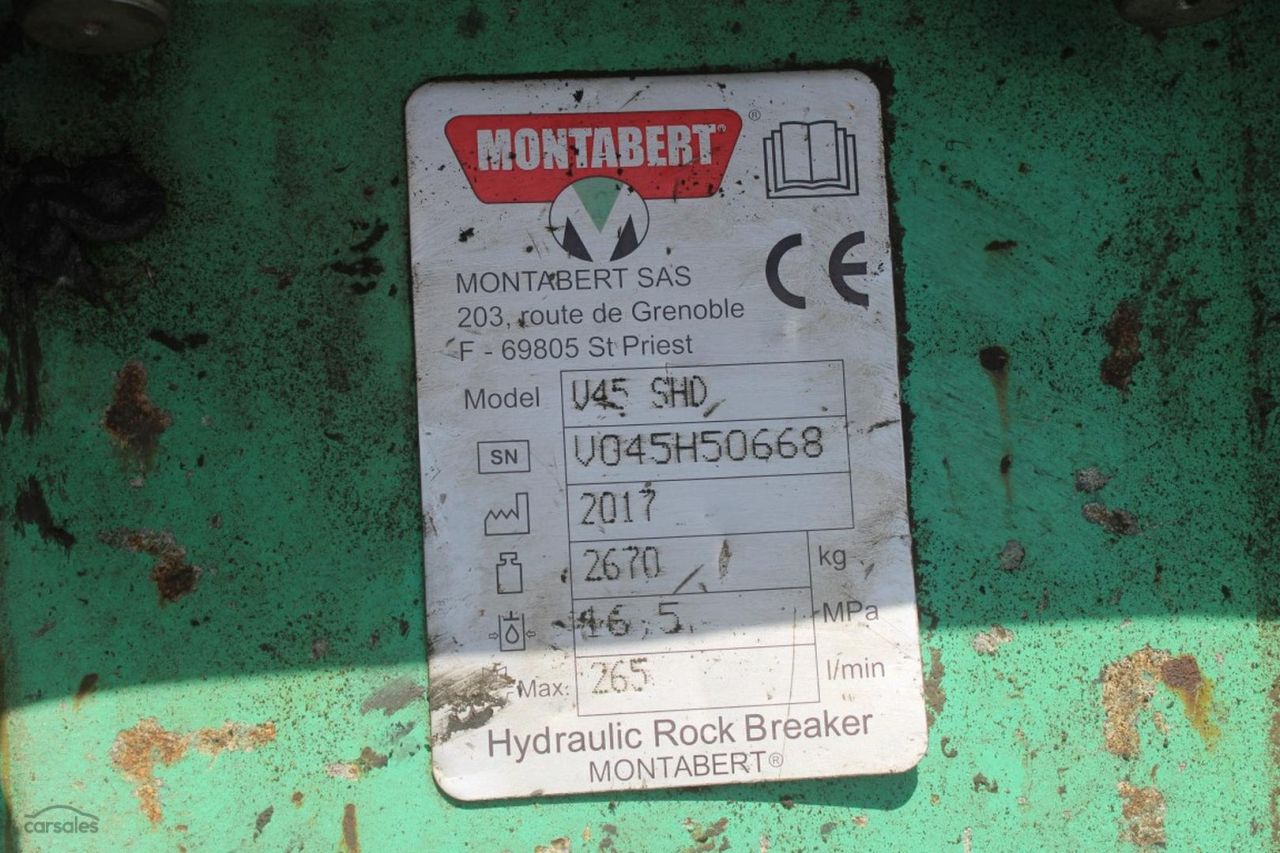 MONTABERT®
®
CE
MONTABERT SAS
203, route de Grenoble
F - 69805 St Priest
Model V45 SHD
SN V045H50668
2017
2670 kg
16,5 MPa
Max: 265 l/min
Hydraulic Rock Breaker
MONTABERT®
carsales